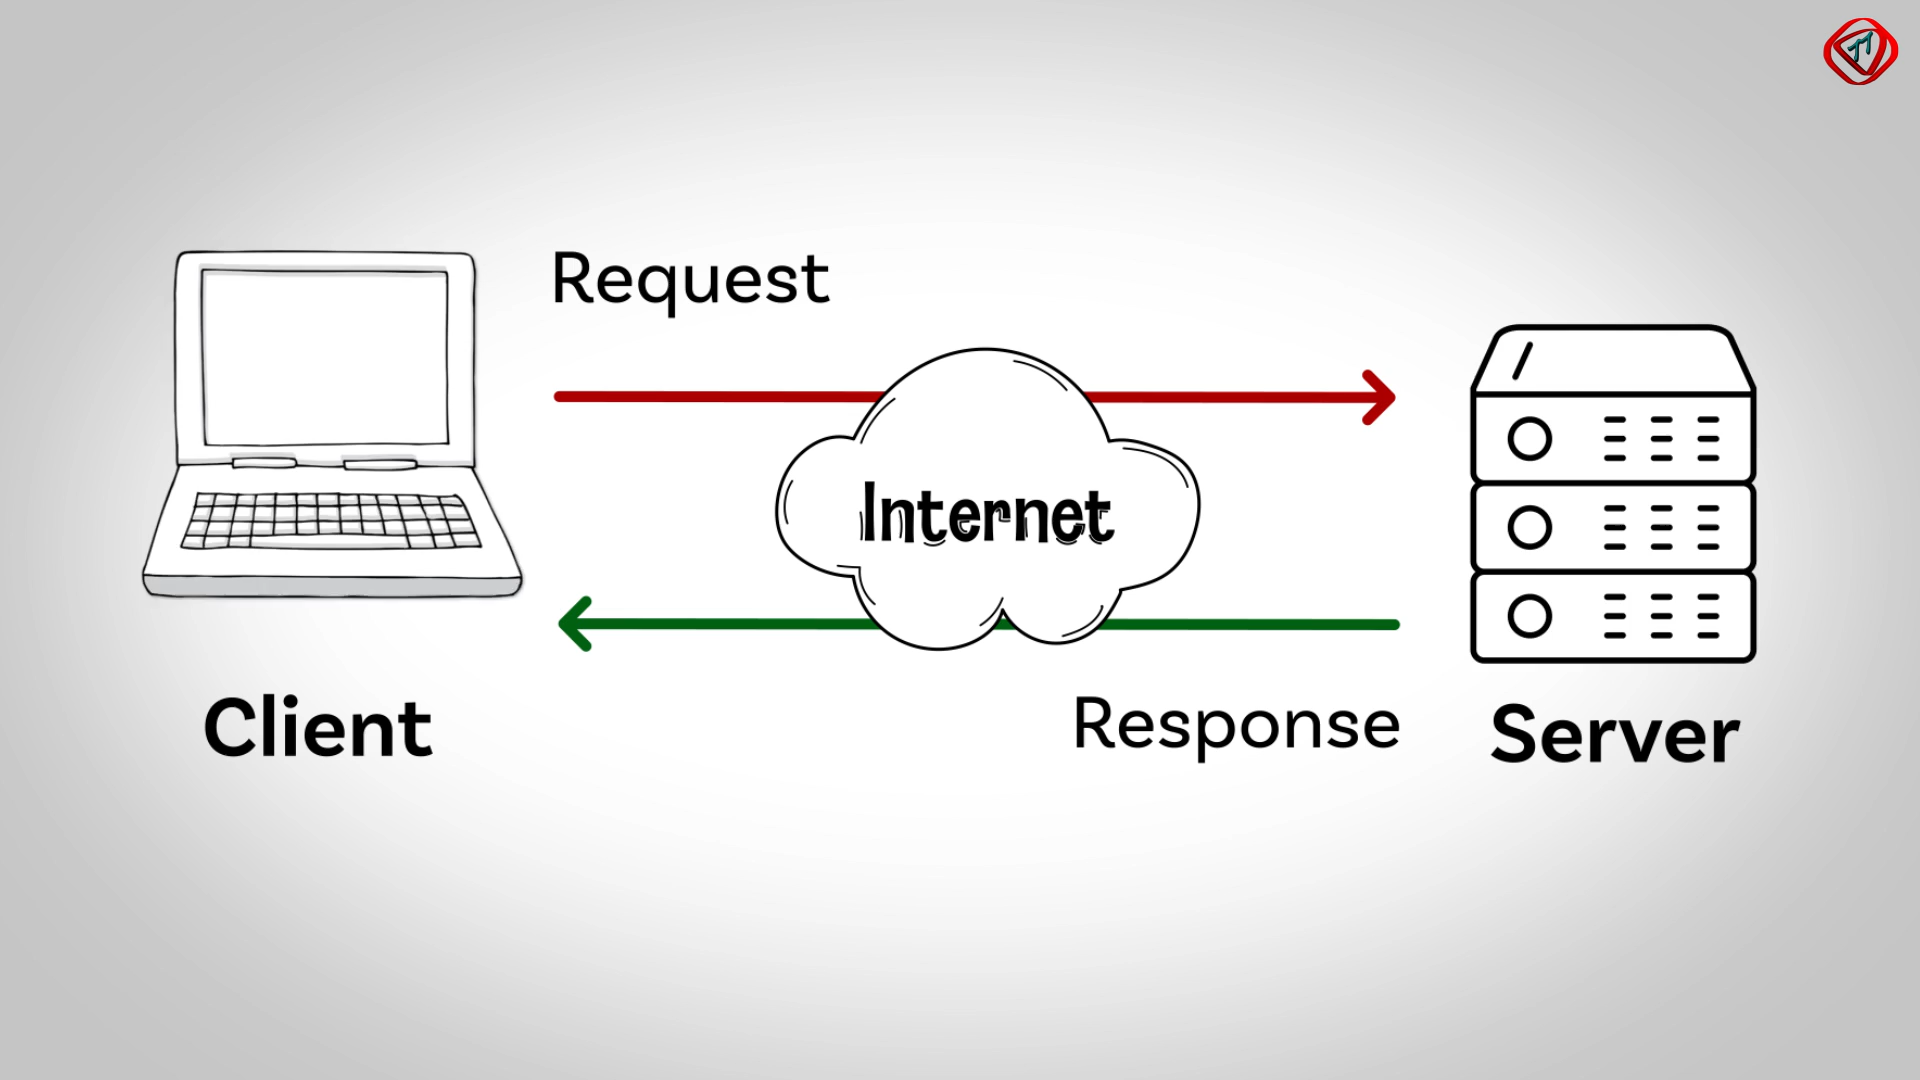 Request
Internet
Response
Client
Server